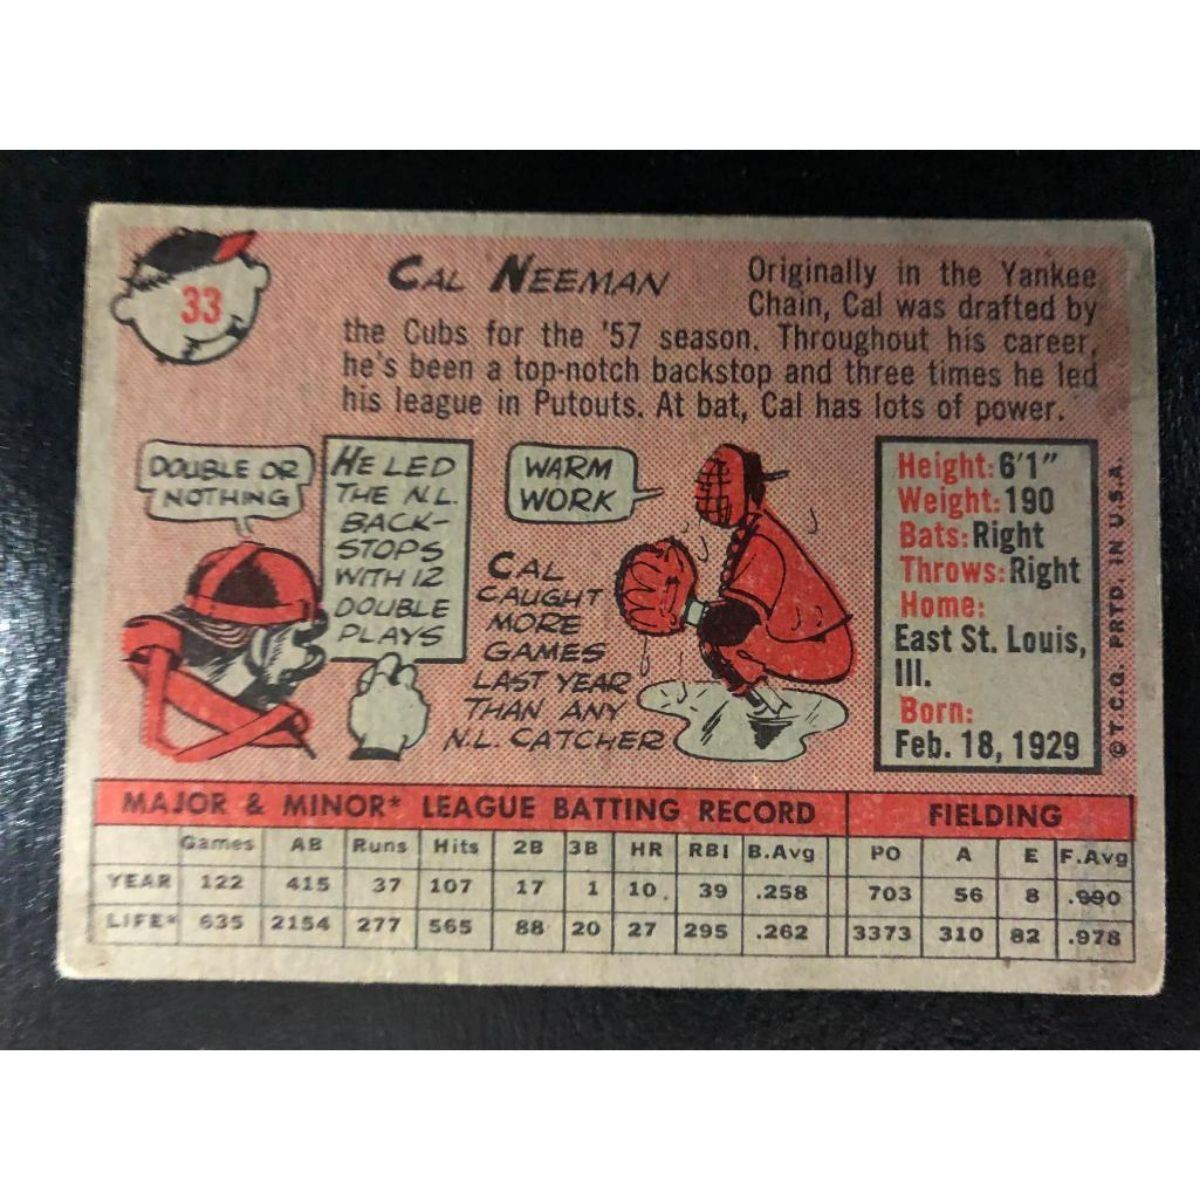 33
CAL NEEMAN
Originally in the Yankee
Chain, Cal was drafted by
the Cubs for the '57 season. Throughout his career,
he's been a top-notch backstop and three times he led
his league in Putouts. At bat, Cal has lots of power.
DOUBLE OR
NOTHING
HE LED
THE N.L.
BACK-
STOPS
WITH 12
DOUBLE
PLAYS
WARM
WORK
CAL
CAUGHT
MORE
GAMES
LAST YEAR
THAN ANY
N.L. CATCHER
Height: 6'1"
Weight: 190
Bats: Right
Throws: Right
Home:
East St. Louis,
Ill.
Born:
Feb. 18, 1929
©T.C.G. PRTD. IN U.S.A.
MAJOR & MINOR* LEAGUE BATTING RECORD FIELDING
Games AB Runs Hits 2B 3B HR RBI B.Avg PO A E F.Avg
YEAR 122 415 37 107 17 1 10 39 .258 703 56 8 .990
LIFE* 635 2154 277 565 88 20 27 295 .262 3373 310 82 .978